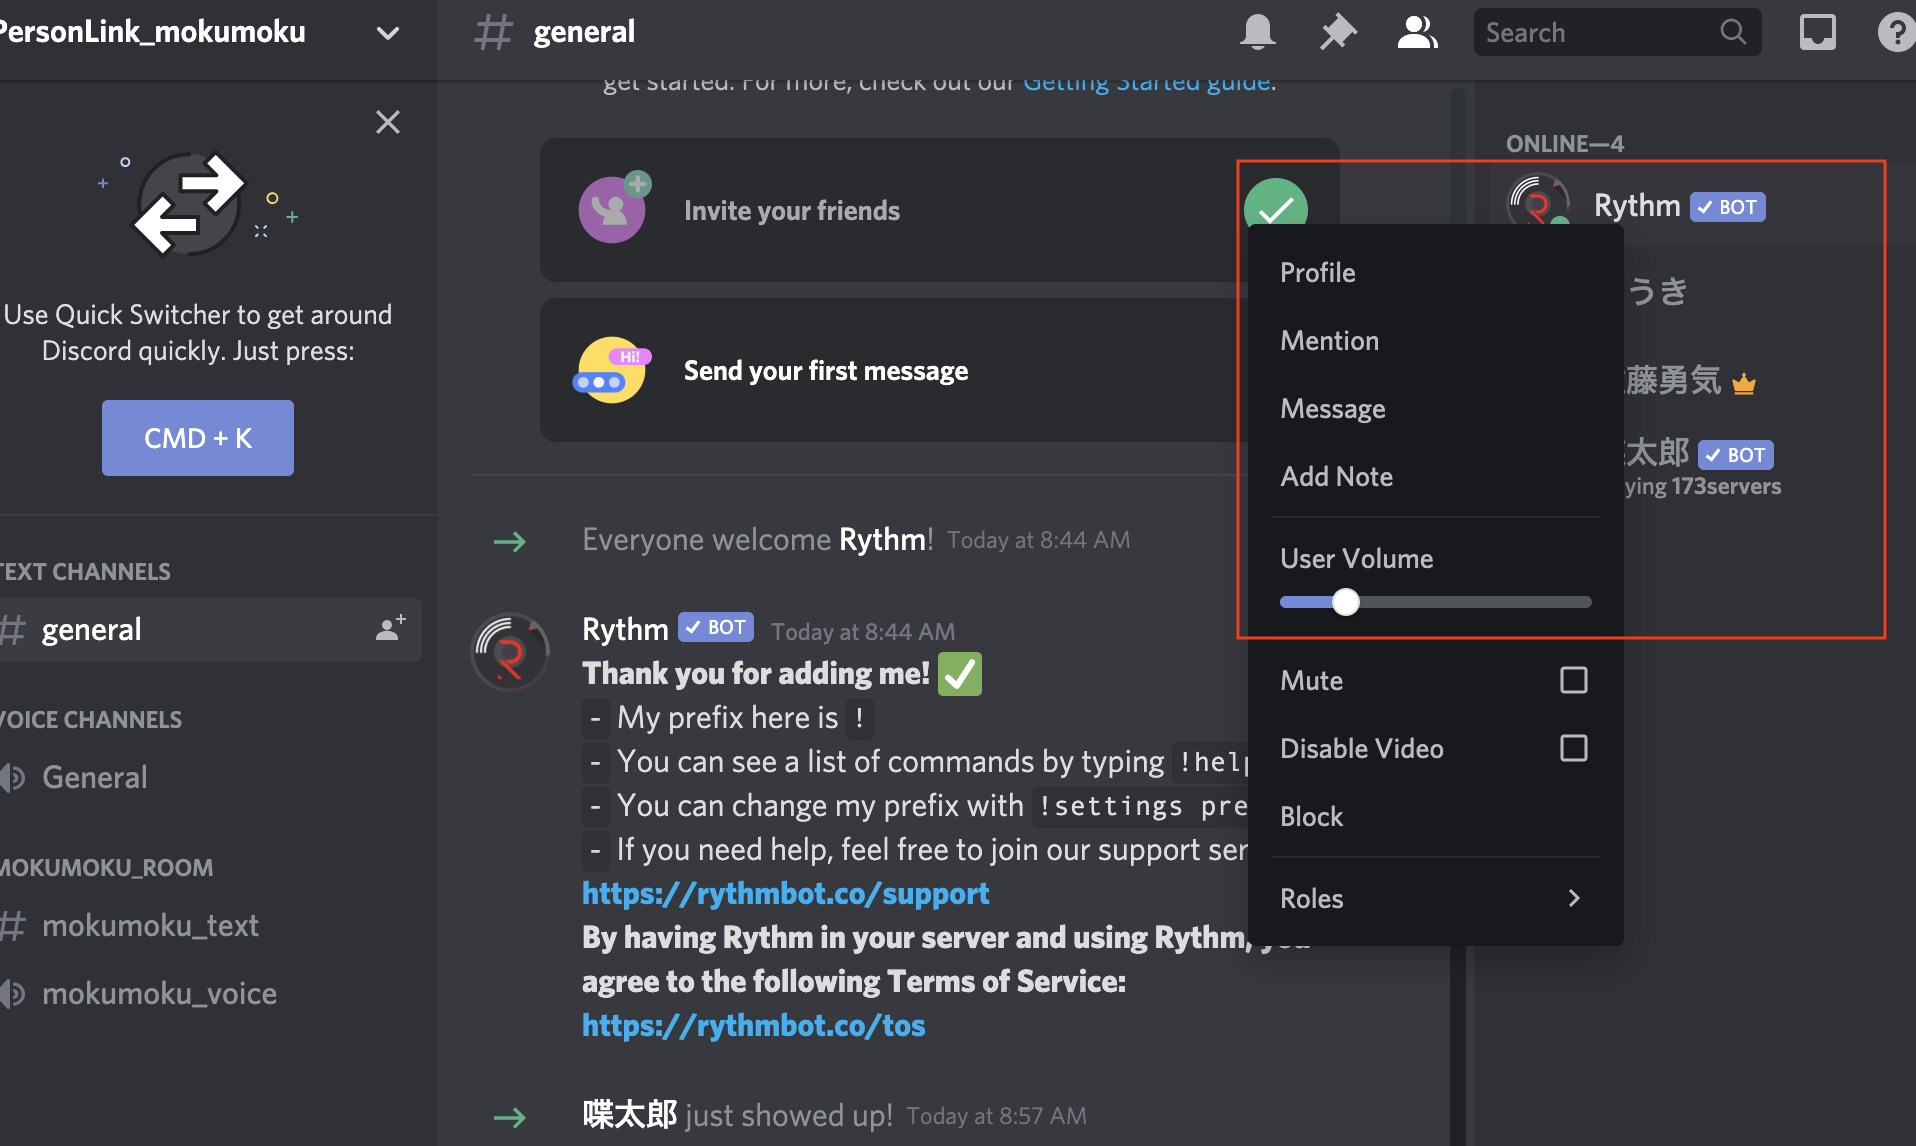 PersonLink_mokumoku
Use Quick Switcher to get around
Discord quickly. Just press:
CMD + K
TEXT CHANNELS
general
VOICE CHANNELS
General
MOKUMOKU_ROOM
mokumoku_text
mokumoku_voice
# general
Search
?
get started. For more, check out our Getting Started guide.
Invite your friends
Hi!
Send your first message
Everyone welcome Rythm! Today at 8:44 AM
Rythm BOT Today at 8:44 AM
Thank you for adding me!
- My prefix here is !
- You can see a list of commands by typing !help
- You can change my prefix with !settings pre
- If you need help, feel free to join our support ser
https://rythmbot.co/support
By having Rythm in your server and using Rythm, you
agree to the following Terms of Service:
https://rythmbot.co/tos
喋太郎 just showed up! Today at 8:57 AM
Profile
Mention
Message
Add Note
User Volume
Mute
Disable Video
Block
Roles
ONLINE—4
Rythm BOT
うき
藤勇気
太郎 BOT
ying 173servers